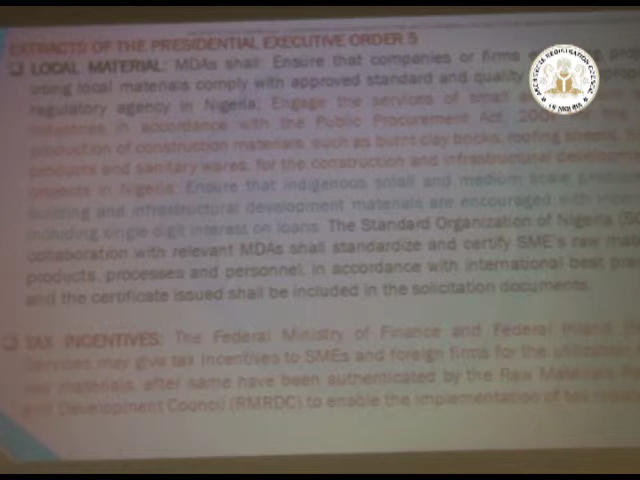 EXTRACTS OF THE PRESIDENTIAL EXECUTIVE ORDER 5
LOCAL MATERIAL: MDAs shall: Ensure that companies or firms
using local materials comply with approved standard and quality
regulatory agency in Nigeria; Engage the services of small
industries in accordance with the Public Procurement Act,
production of construction materials, such as burnt clay bricks, roofing sheets,
products and sanitary wares, for the construction and infrastructural
projects in Nigeria; Ensure that indigenous small and medium scale
building and infrastructural development materials are encouraged with
including single digit interest on loans. The Standard Organization of Nigeria
collaboration with relevant MDAs shall standardize and certify SME's raw
products, processes and personnel, in accordance with international best
and the certificate issued shall be included in the solicitation documents.
TAX INCENTIVES: The Federal Ministry of Finance and Federal Inland
Services may give tax incentives to SMEs and foreign firms for the utilization
raw materials, after same have been authenticated by the Raw Materials
and Development Council (RMRDC) to enable the implementation of tax
ARCHITECTS REGISTRATION COUNCIL